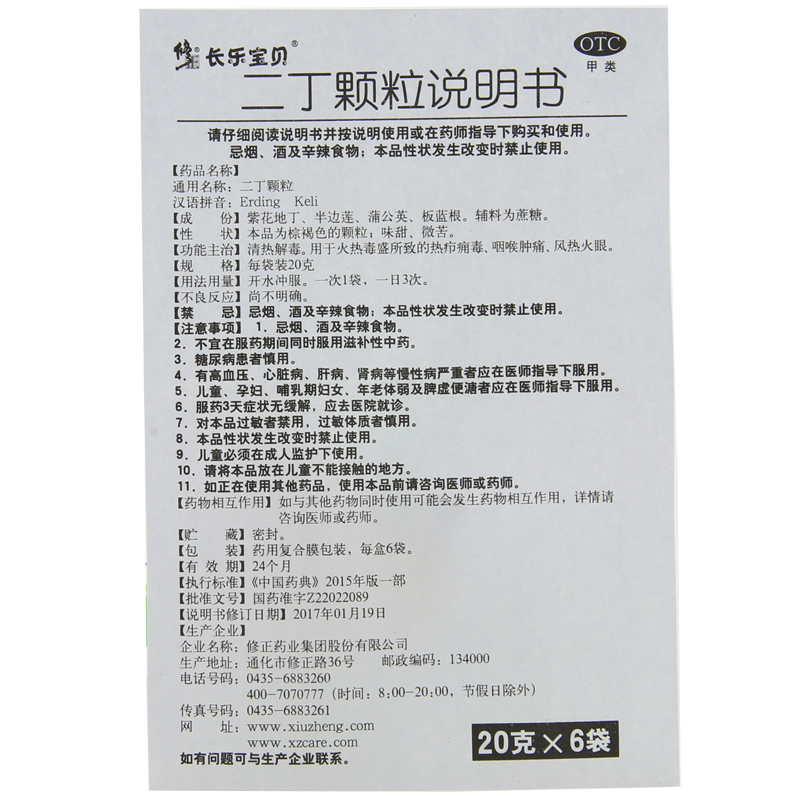 修正® 长乐宝贝®
OTC
甲类
二丁颗粒说明书
请仔细阅读说明书并按说明使用或在药师指导下购买和使用。
忌烟、酒及辛辣食物；本品性状发生改变时禁止使用。
【药品名称】
通用名称：二丁颗粒
汉语拼音：Erding Keli
【成　份】紫花地丁、半边莲、蒲公英、板蓝根。辅料为蔗糖。
【性　状】本品为棕褐色的颗粒；味甜、微苦。
【功能主治】清热解毒。用于火热毒盛所致的热疖痈毒、咽喉肿痛、风热火眼。
【规　格】每袋装20克
【用法用量】开水冲服。一次1袋，一日3次。
【不良反应】尚不明确。
【禁　忌】忌烟、酒及辛辣食物；本品性状发生改变时禁止使用。
【注意事项】1．忌烟、酒及辛辣食物。
2．不宜在服药期间同时服用滋补性中药。
3．糖尿病患者慎用。
4．有高血压、心脏病、肝病、肾病等慢性病严重者应在医师指导下服用。
5．儿童、孕妇、哺乳期妇女、年老体弱及脾虚便溏者应在医师指导下服用。
6．服药3天症状无缓解，应去医院就诊。
7．对本品过敏者禁用，过敏体质者慎用。
8．本品性状发生改变时禁止使用。
9．儿童必须在成人监护下使用。
10．请将本品放在儿童不能接触的地方。
11．如正在使用其他药品，使用本品前请咨询医师或药师。
【药物相互作用】如与其他药物同时使用可能会发生药物相互作用，详情请
咨询医师或药师。
【贮　藏】密封。
【包　装】药用复合膜包装，每盒6袋。
【有 效 期】24个月
【执行标准】《中国药典》2015年版一部
【批准文号】国药准字Z22022089
【说明书修订日期】2017年01月19日
【生产企业】
企业名称：修正药业集团股份有限公司
生产地址：通化市修正路36号　邮政编码：134000
电话号码：0435-6883260
400-7070777（时间：8:00-20:00，节假日除外）
传真号码：0435-6883261
网　址：www.xiuzheng.com
www.xzcare.com
如有问题可与生产企业联系。
20克×6袋